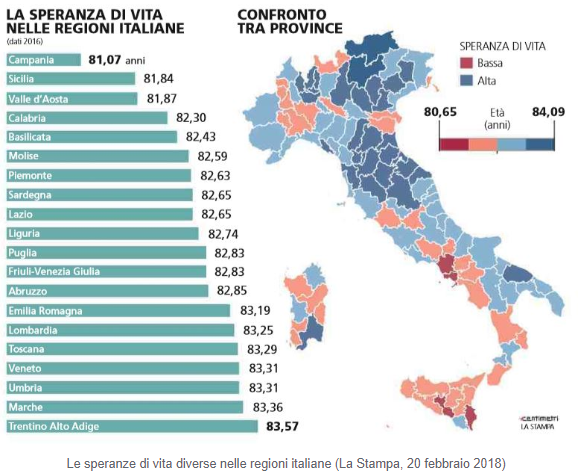 LA SPERANZA DI VITA
NELLE REGIONI ITALIANE
(dati 2016)
Campania 81,07 anni
Sicilia 81,84
Valle d'Aosta 81,87
Calabria 82,30
Basilicata 82,43
Molise 82,59
Piemonte 82,63
Sardegna 82,65
Lazio 82,65
Liguria 82,74
Puglia 82,83
Friuli-Venezia Giulia 82,83
Abruzzo 82,85
Emilia Romagna 83,19
Lombardia 83,25
Toscana 83,29
Veneto 83,31
Umbria 83,31
Marche 83,36
Trentino Alto Adige 83,57
CONFRONTO
TRA PROVINCE
SPERANZA DI VITA
Bassa
Alta
80,65 Età 84,09
(anni)
centimetri
LA STAMPA
Le speranze di vita diverse nelle regioni italiane (La Stampa, 20 febbraio 2018)